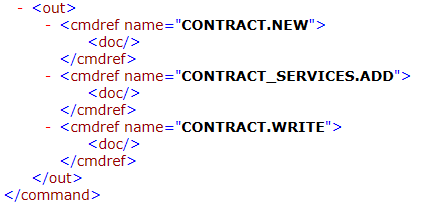 - <out>
- <cmdref name="CONTRACT.NEW">
<doc/>
</cmdref>
- <cmdref name="CONTRACT_SERVICES.ADD">
<doc/>
</cmdref>
- <cmdref name="CONTRACT.WRITE">
<doc/>
</cmdref>
</out>
</command>